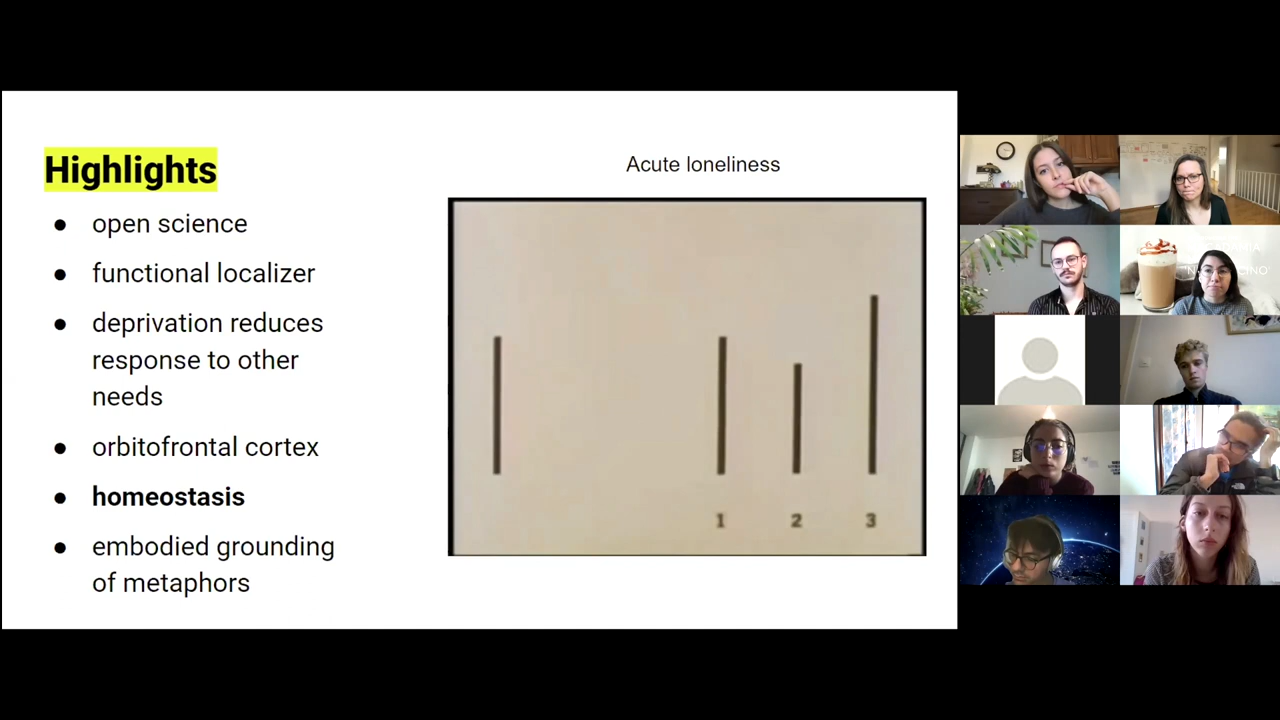 Highlights
Acute loneliness
● open science
● functional localizer
● deprivation reduces
response to other
needs
● orbitofrontal cortex
● homeostasis
● embodied grounding
of metaphors
1 2 3